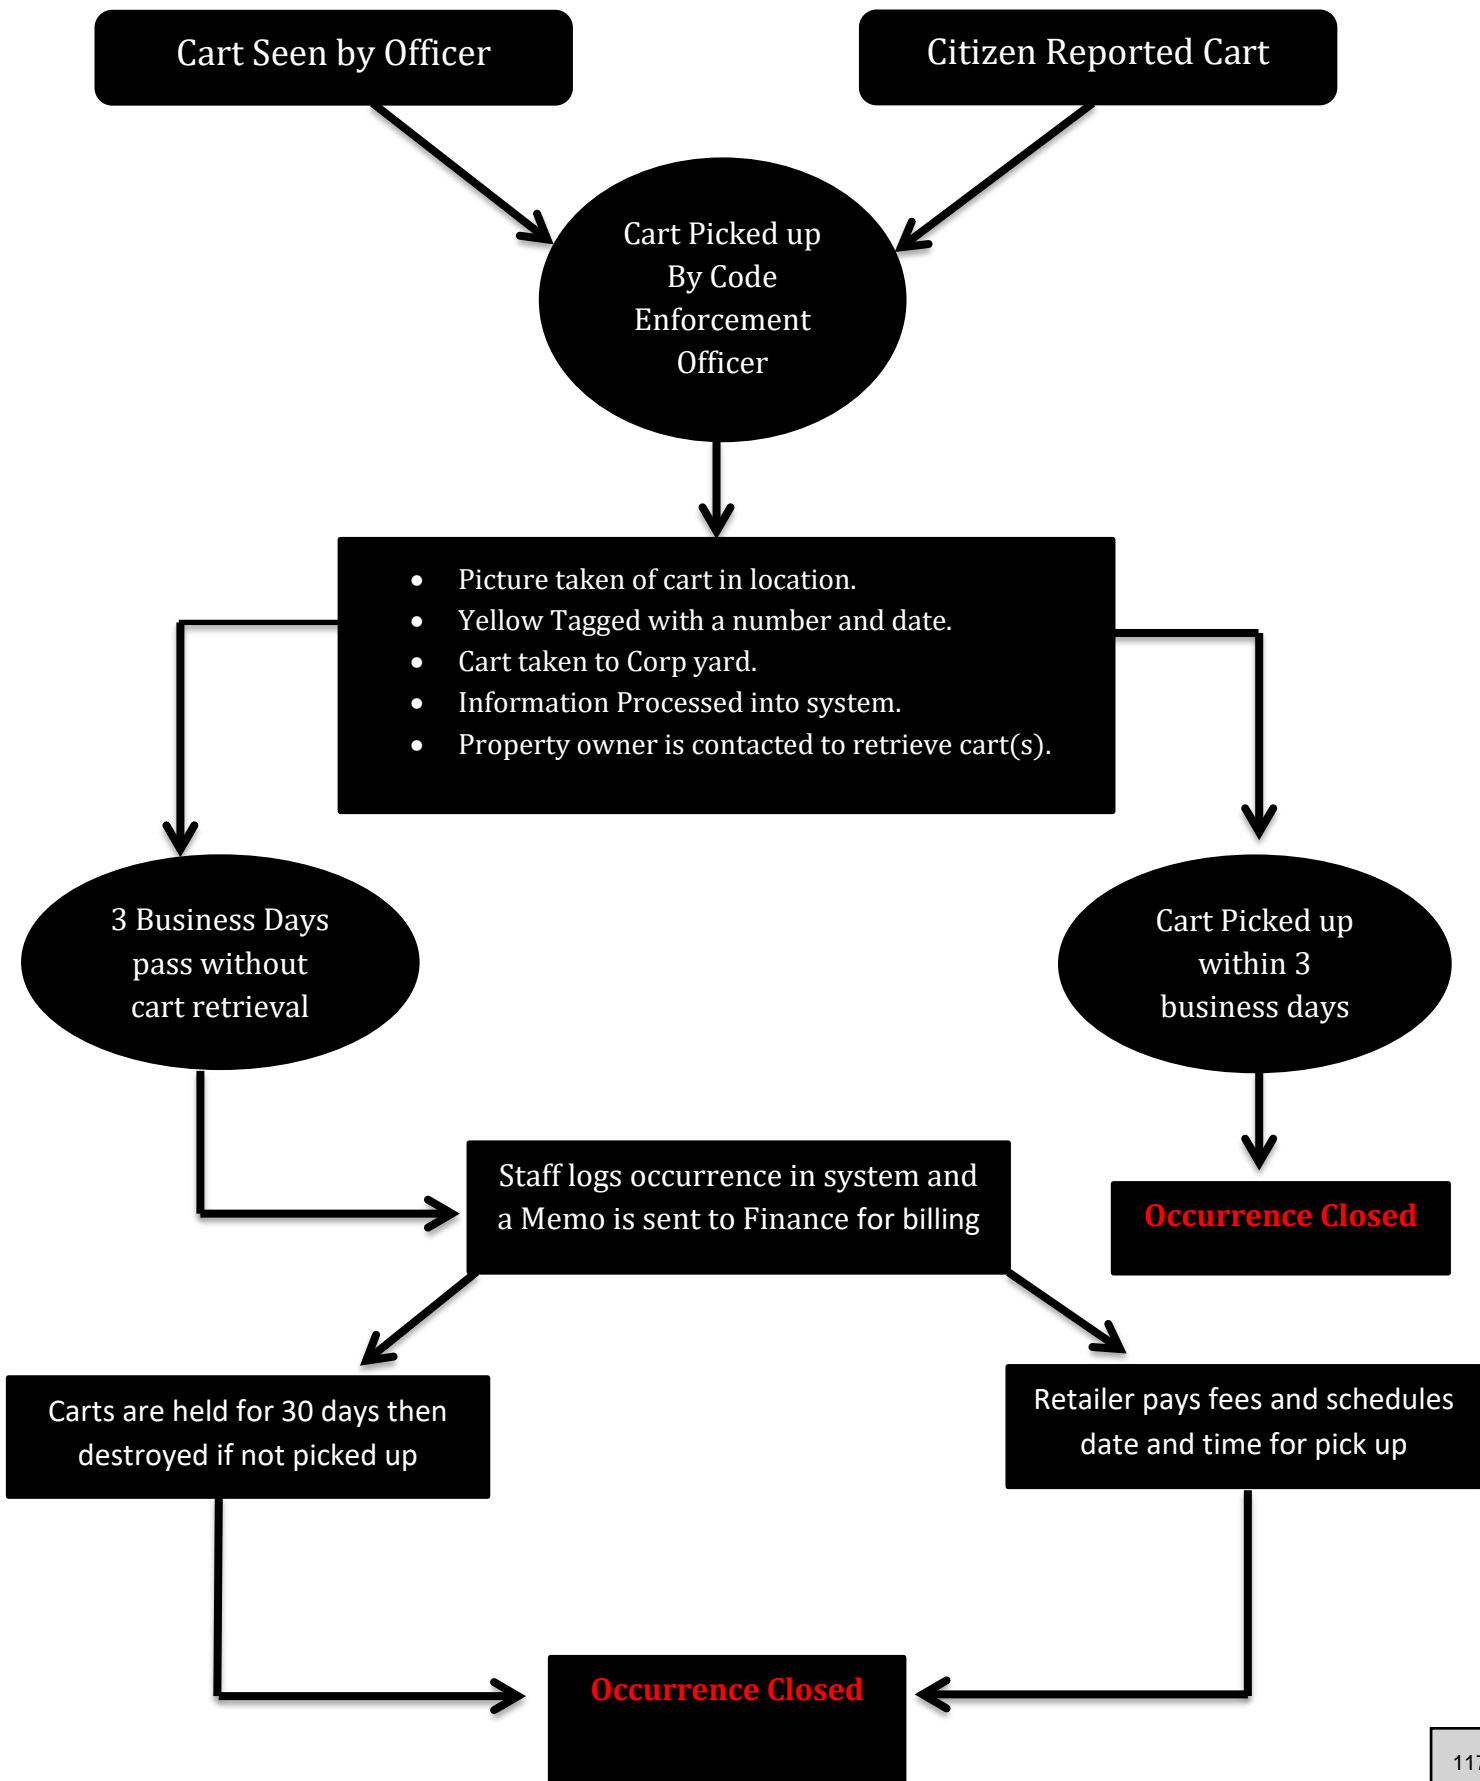 Cart Seen by Officer
Citizen Reported Cart
Cart Picked up
By Code
Enforcement
Officer
• Picture taken of cart in location.
• Yellow Tagged with a number and date.
• Cart taken to Corp yard.
• Information Processed into system.
• Property owner is contacted to retrieve cart(s).
3 Business Days
pass without
cart retrieval
Cart Picked up
within 3
business days
Staff logs occurrence in system and
a Memo is sent to Finance for billing
Occurrence Closed
Carts are held for 30 days then
destroyed if not picked up
Retailer pays fees and schedules
date and time for pick up
Occurrence Closed
117